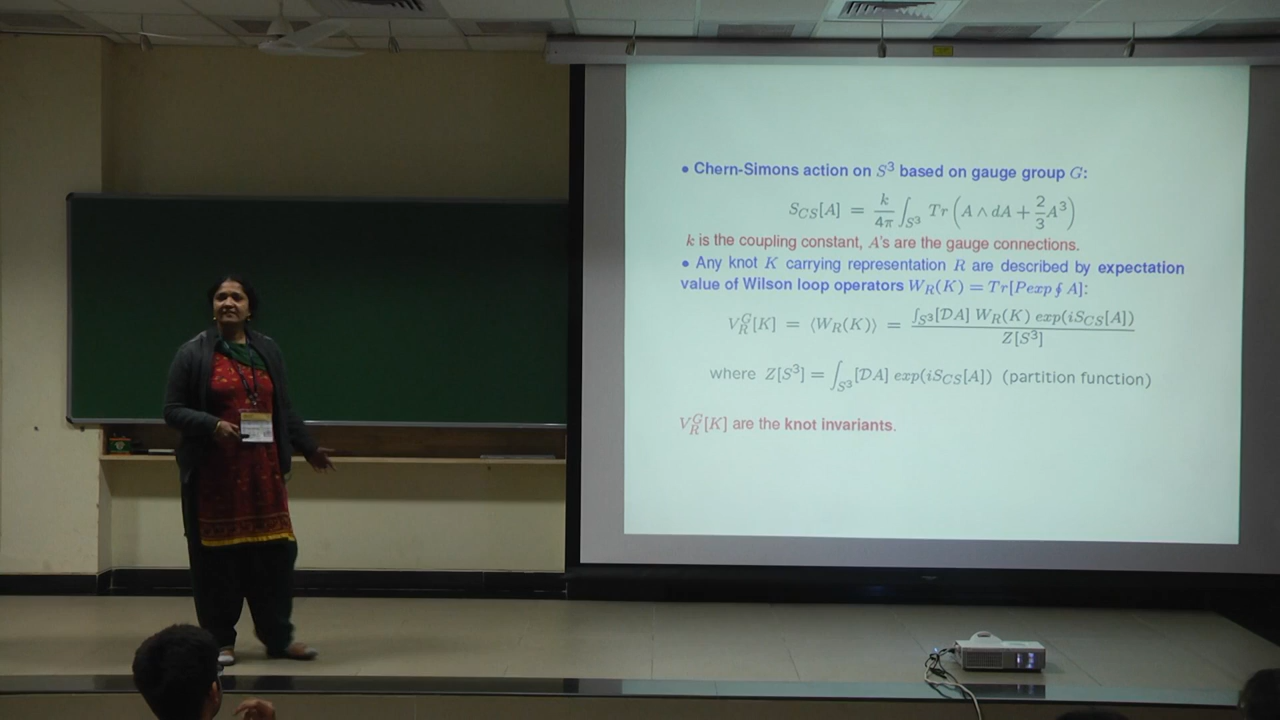 • Chern-Simons action on S³ based on gauge group G:
S_CS[A] = k/4π ∫_S³ Tr(A ∧ dA + 2/3 A³)
k is the coupling constant, A's are the gauge connections.
• Any knot K carrying representation R are described by expectation
value of Wilson loop operators W_R(K) = Tr[Pexp ∮ A]:
V_R^G[K] = ⟨W_R(K)⟩ = ∫_S³[DA] W_R(K) exp(iS_CS[A]) / Z[S³]
where Z[S³] = ∫_S³[DA] exp(iS_CS[A]) (partition function)
V_R^G[K] are the knot invariants.